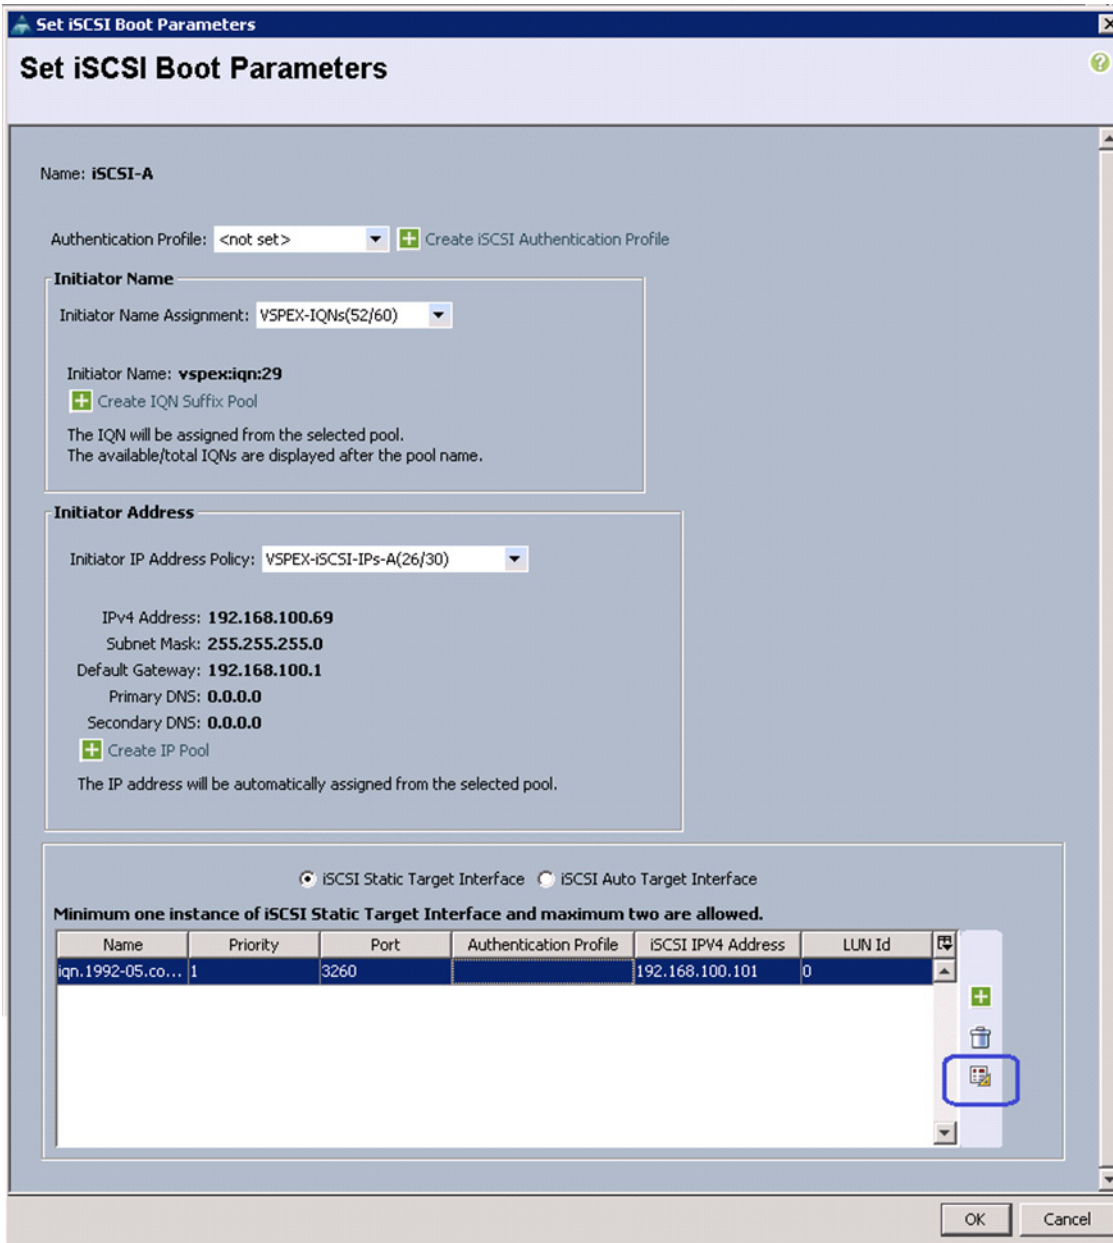 Set iSCSI Boot Parameters
Set iSCSI Boot Parameters
Name: iSCSI-A
Authentication Profile: <not set> Create iSCSI Authentication Profile
Initiator Name
Initiator Name Assignment: VSPEX-IQNs(52/60)
Initiator Name: vspex:iqn:29
Create IQN Suffix Pool
The IQN will be assigned from the selected pool.
The available/total IQNs are displayed after the pool name.
Initiator Address
Initiator IP Address Policy: VSPEX-iSCSI-IPs-A(26/30)
IPv4 Address: 192.168.100.69
Subnet Mask: 255.255.255.0
Default Gateway: 192.168.100.1
Primary DNS: 0.0.0.0
Secondary DNS: 0.0.0.0
Create IP Pool
The IP address will be automatically assigned from the selected pool.
iSCSI Static Target Interface iSCSI Auto Target Interface
Minimum one instance of iSCSI Static Target Interface and maximum two are allowed.
Name Priority Port Authentication Profile iSCSI IPV4 Address LUN Id
iqn.1992-05.co... 1 3260 192.168.100.101 0
OK Cancel